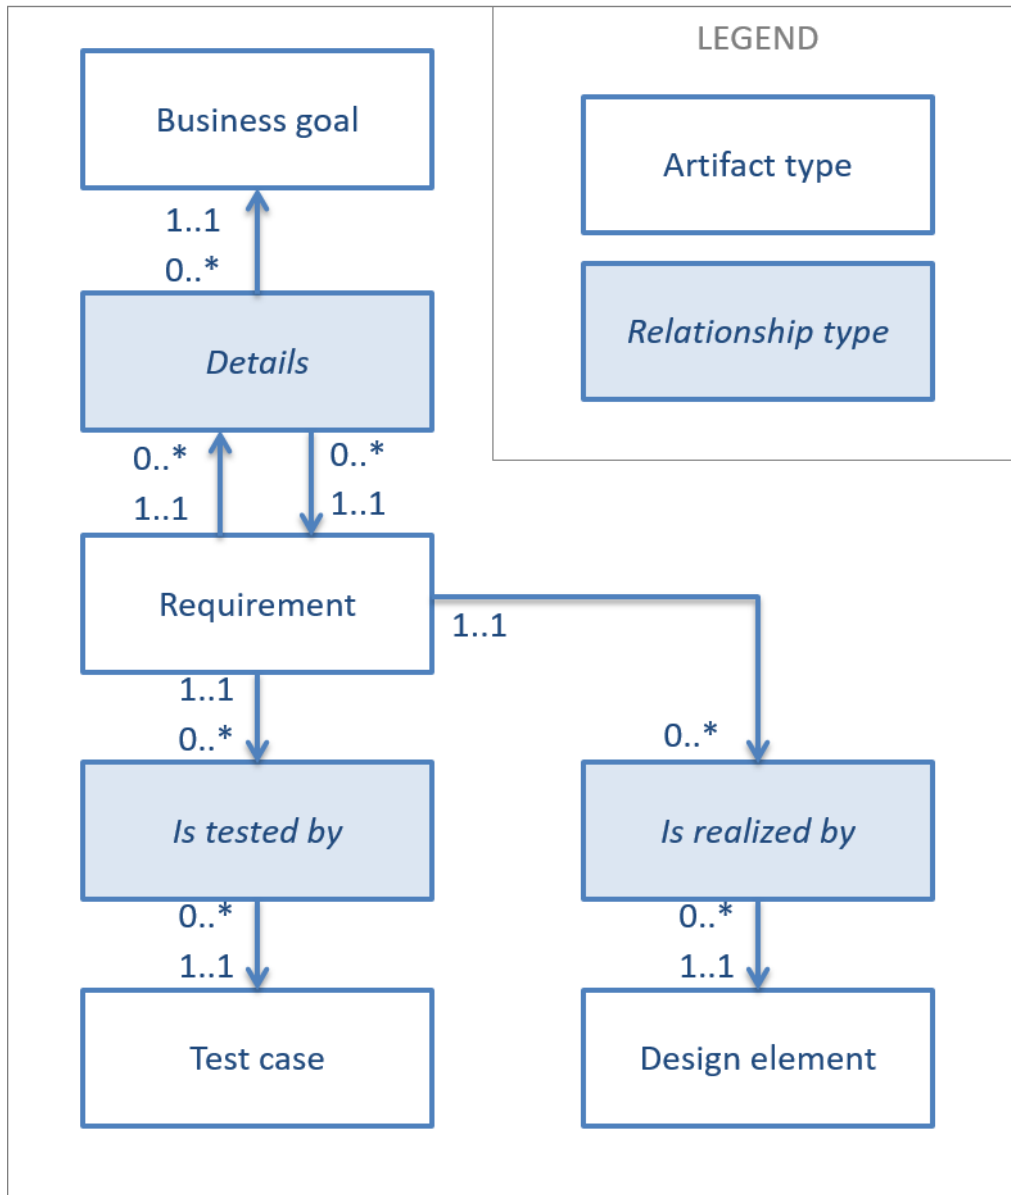 LEGEND
Business goal
Artifact type
1..1
0..*
Relationship type
Details
0..*
1..1
0..*
1..1
Requirement
1..1
1..1
0..*
0..*
Is tested by
Is realized by
0..*
1..1
0..*
1..1
Test case
Design element